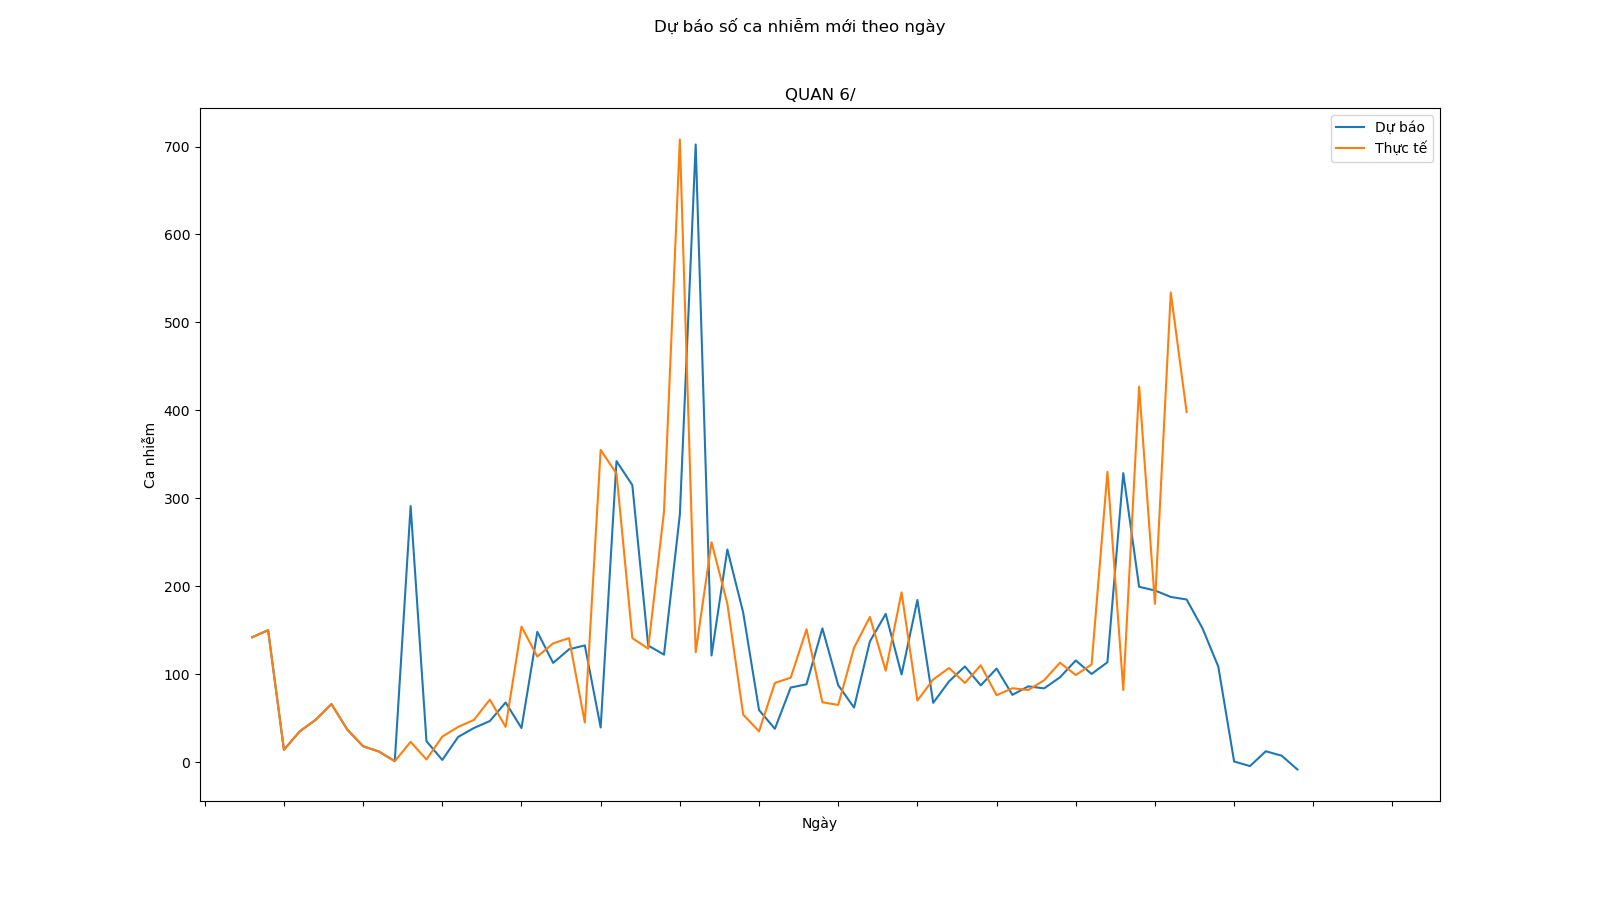 Dự báo số ca nhiễm mới theo ngày
QUAN 6/
Dự báo
Thực tế
700
600
500
400
300
200
100
0
Ca nhiễm
Ngày